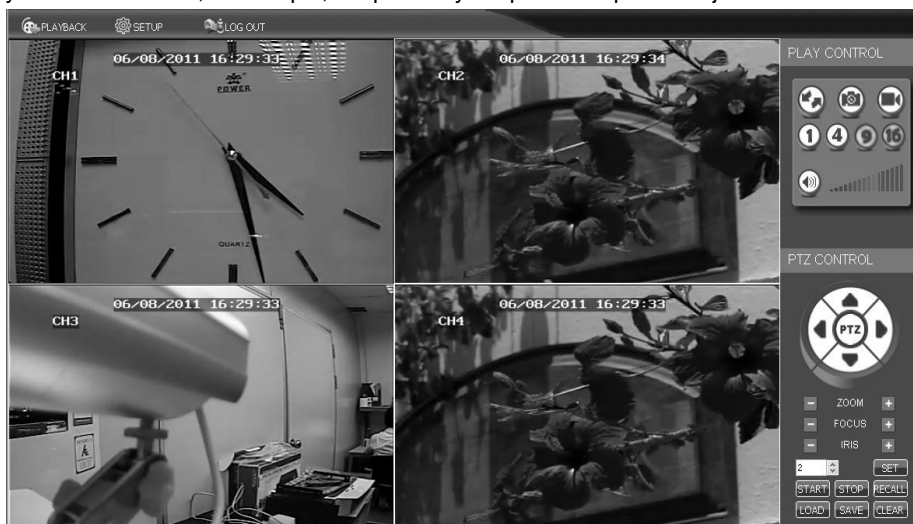 PLAYBACK SETUP LOG OUT
06/08/2011 16:29:33
CH1
POWER
QUARTZ
06/08/2011 16:29:34
CH2
06/08/2011 16:29:33
CH3
06/08/2011 16:29:33
CH4
PLAY CONTROL
1 4 9 16
PTZ CONTROL
PTZ
- ZOOM +
- FOCUS +
- IRIS +
2 SET
START STOP RECALL
LOAD SAVE CLEAR